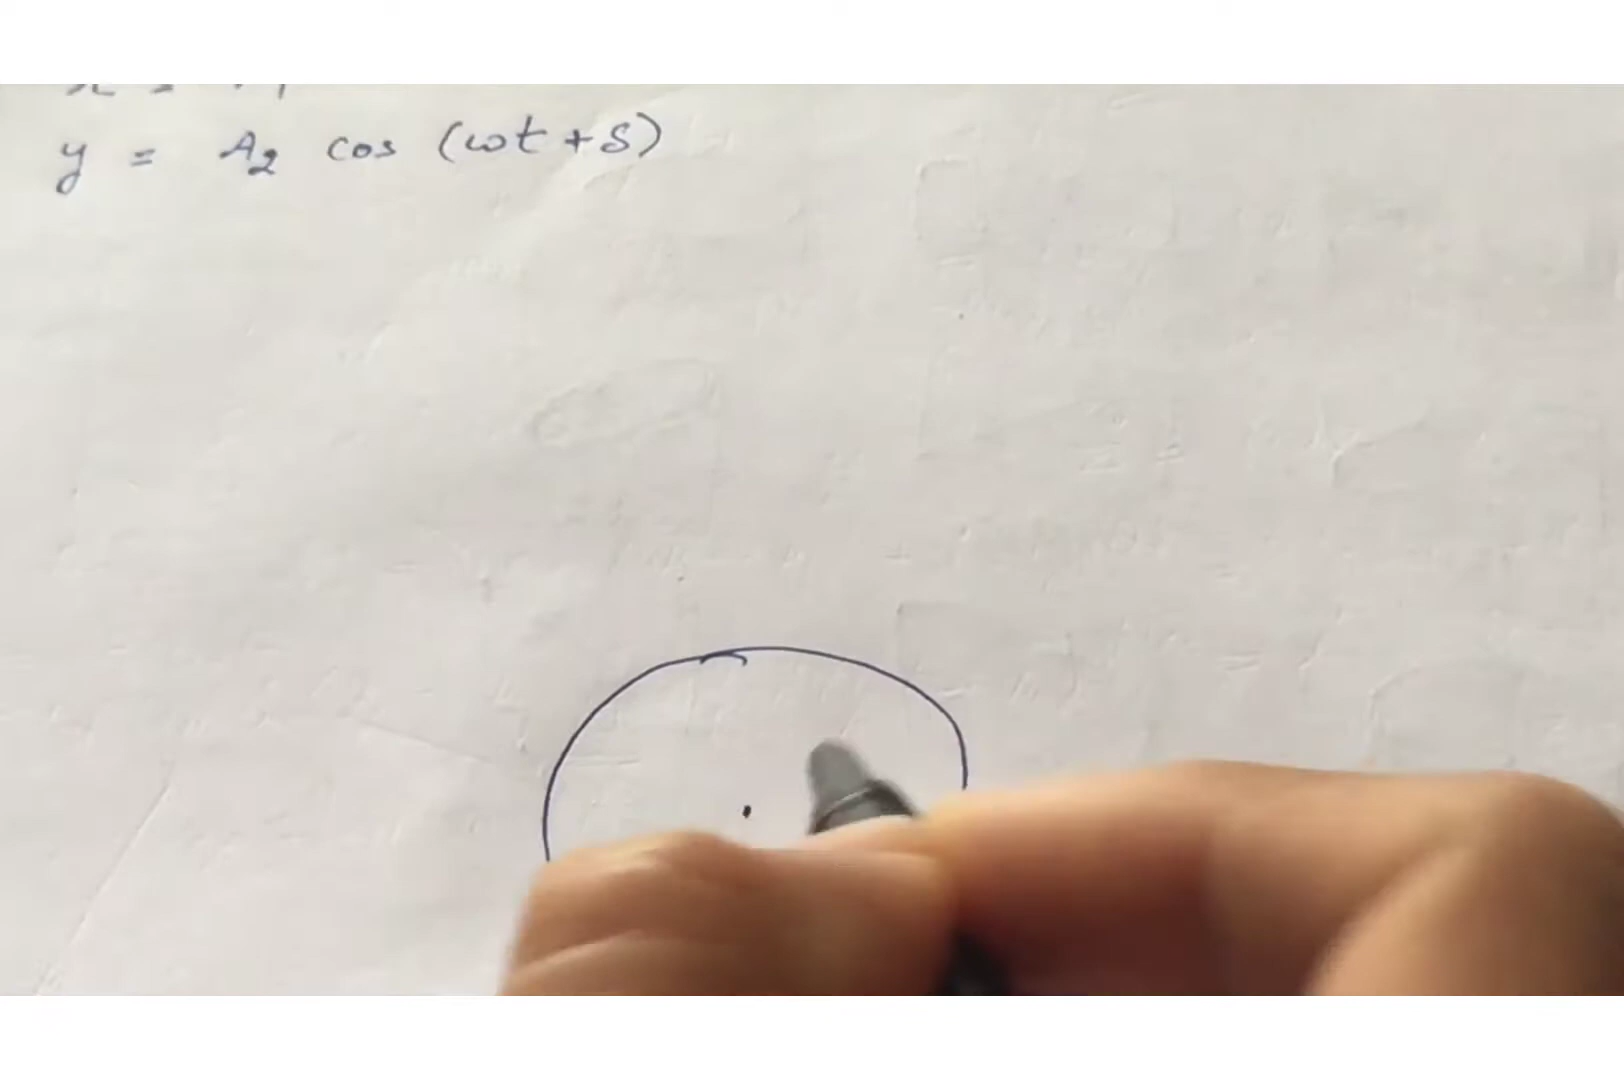 y = A₂ cos (ωt + δ)